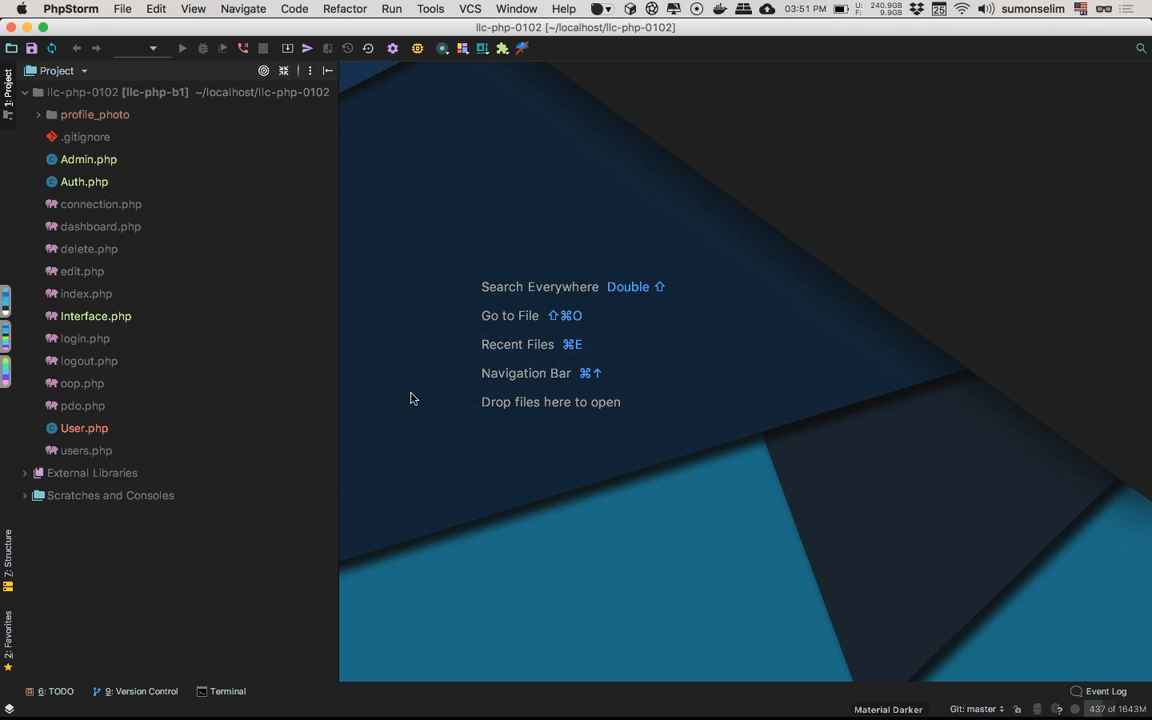 PhpStorm File Edit View Navigate Code Refactor Run Tools VCS Window Help 03:51 PM U: 240.9GB F: 9.9GB 25 sumonselim
llc-php-0102 [~/localhost/llc-php-0102]
Project
1: Project
llc-php-0102 [llc-php-b1] ~/localhost/llc-php-0102
profile_photo
.gitignore
Admin.php
Auth.php
connection.php
dashboard.php
delete.php
edit.php
index.php
Interface.php
login.php
logout.php
oop.php
pdo.php
User.php
users.php
External Libraries
Scratches and Consoles
Search Everywhere Double ⇧
Go to File ⇧⌘O
Recent Files ⌘E
Navigation Bar ⌘↑
Drop files here to open
7: Structure
2: Favorites
6: TODO 9: Version Control Terminal Event Log
Material Darker Git: master 437 of 1643M